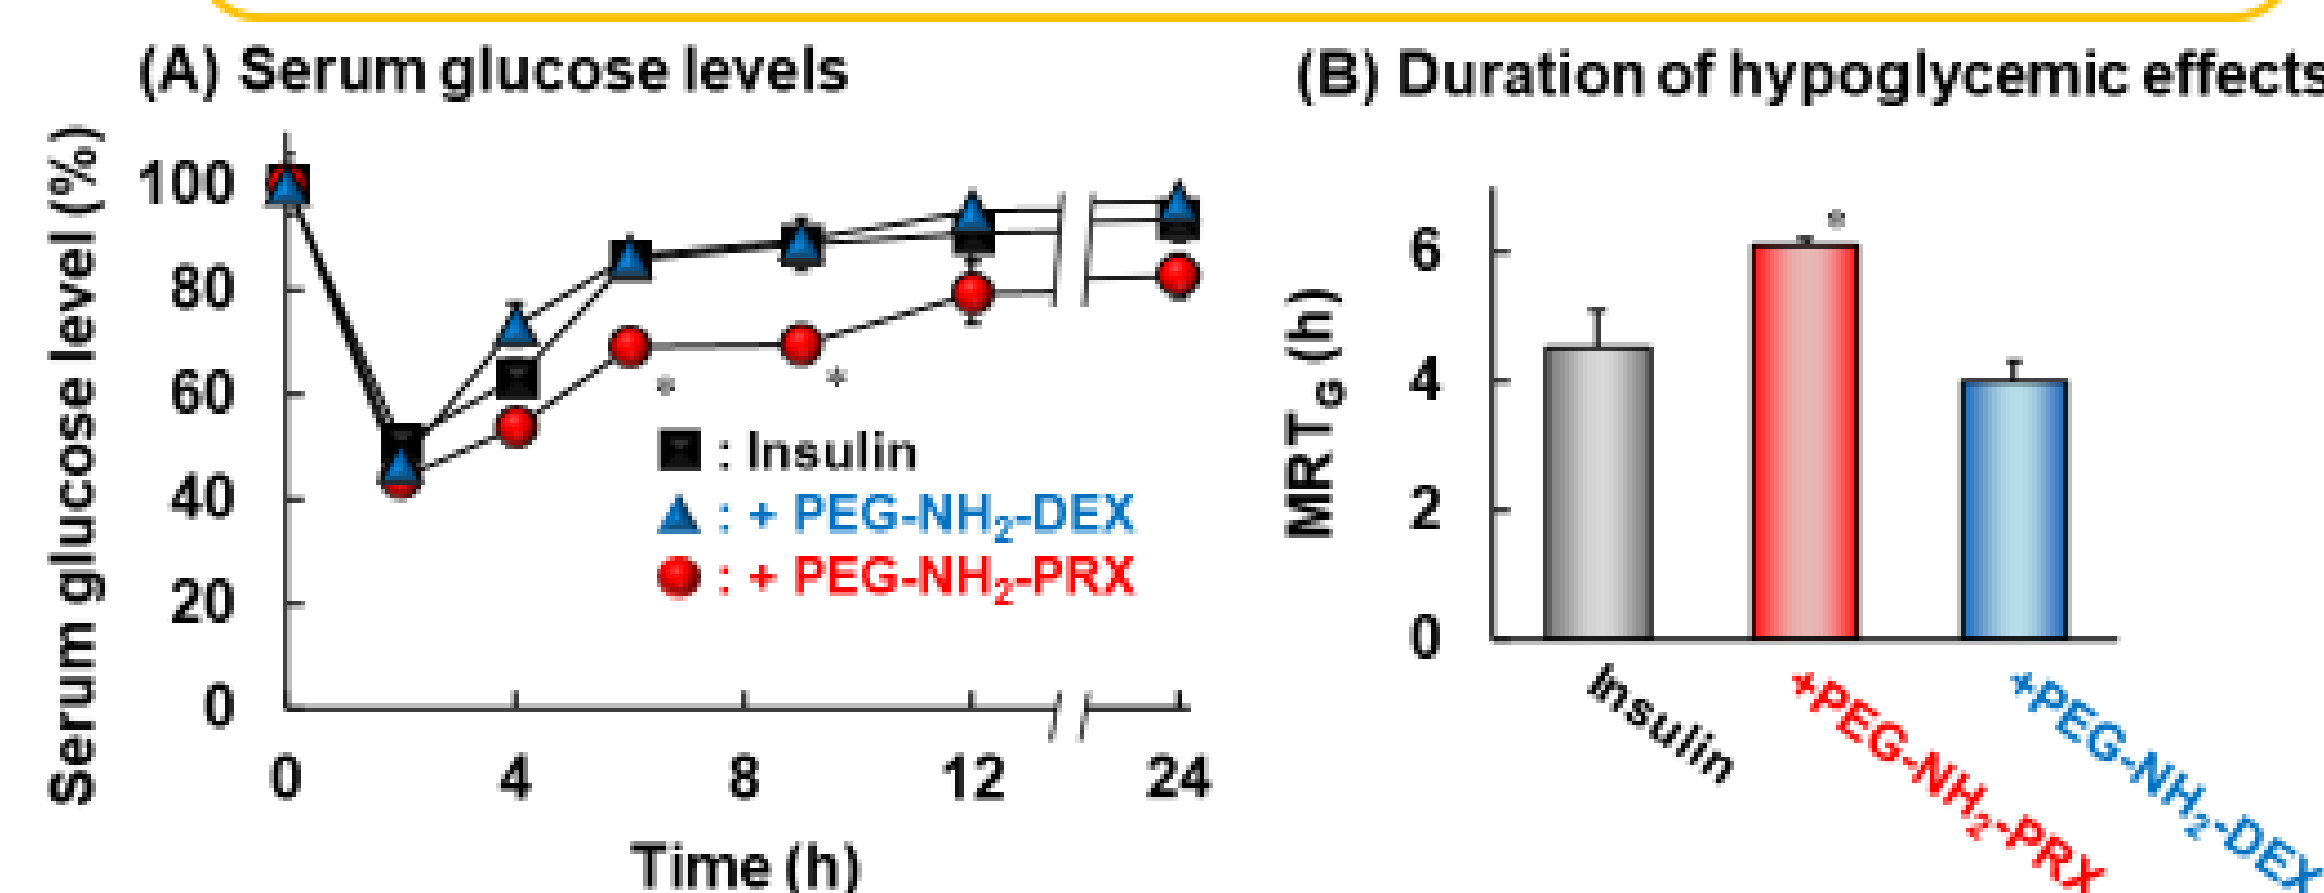 (A) Serum glucose levels
Serum glucose level (%)
100
80
60
40
20
0
*
*
: Insulin
: + PEG-NH₂-DEX
: + PEG-NH₂-PRX
0 4 8 12 24
Time (h)
(B) Duration of hypoglycemic effects
MRT G (h)
6
4
2
0
*
Insulin
+PEG-NH₂-PRX
+PEG-NH₂-DEX